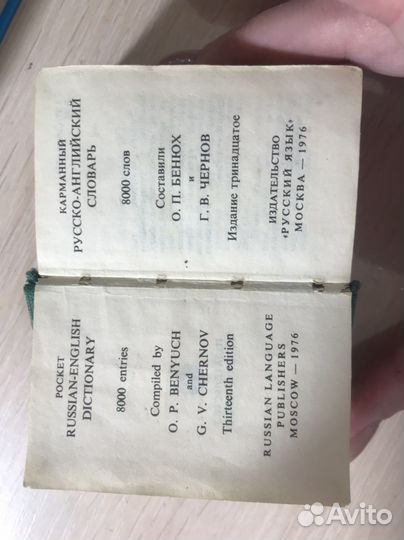 POCKET
RUSSIAN-ENGLISH
DICTIONARY
8000 entries
Compiled by
O. P. BENYUCH
and
G. V. CHERNOV
Thirteenth edition
RUSSIAN LANGUAGE
PUBLISHERS
MOSCOW — 1976
КАРМАННЫЙ
РУССКО-АНГЛИЙСКИЙ
СЛОВАРЬ
8000 слов
Составили
О. П. БЕНЮХ
и
Г. В. ЧЕРНОВ
Издание тринадцатое
ИЗДАТЕЛЬСТВО
«РУССКИЙ ЯЗЫК»
МОСКВА — 1976
Avito